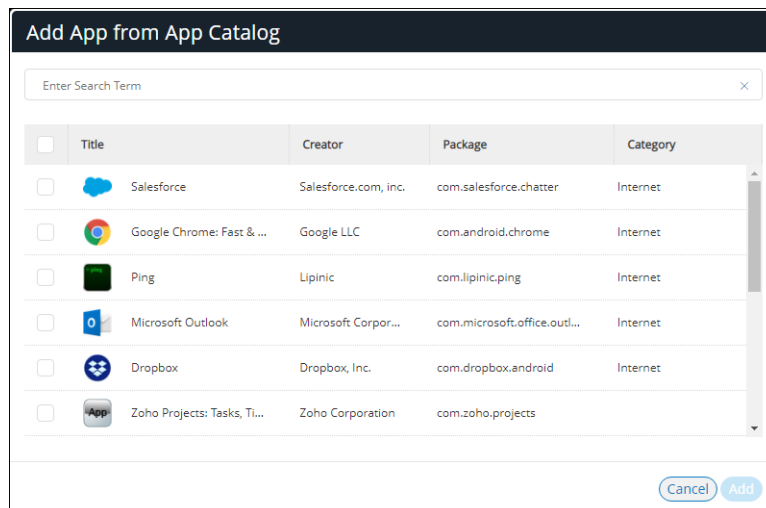 Add App from App Catalog
Enter Search Term
Title Creator Package Category
Salesforce Salesforce.com, inc. com.salesforce.chatter Internet
Google Chrome: Fast & ... Google LLC com.android.chrome Internet
Ping Lipinic com.lipinic.ping Internet
Microsoft Outlook Microsoft Corpor... com.microsoft.office.outl... Internet
Dropbox Dropbox, Inc. com.dropbox.android Internet
App Zoho Projects: Tasks, Ti... Zoho Corporation com.zoho.projects
Cancel Add